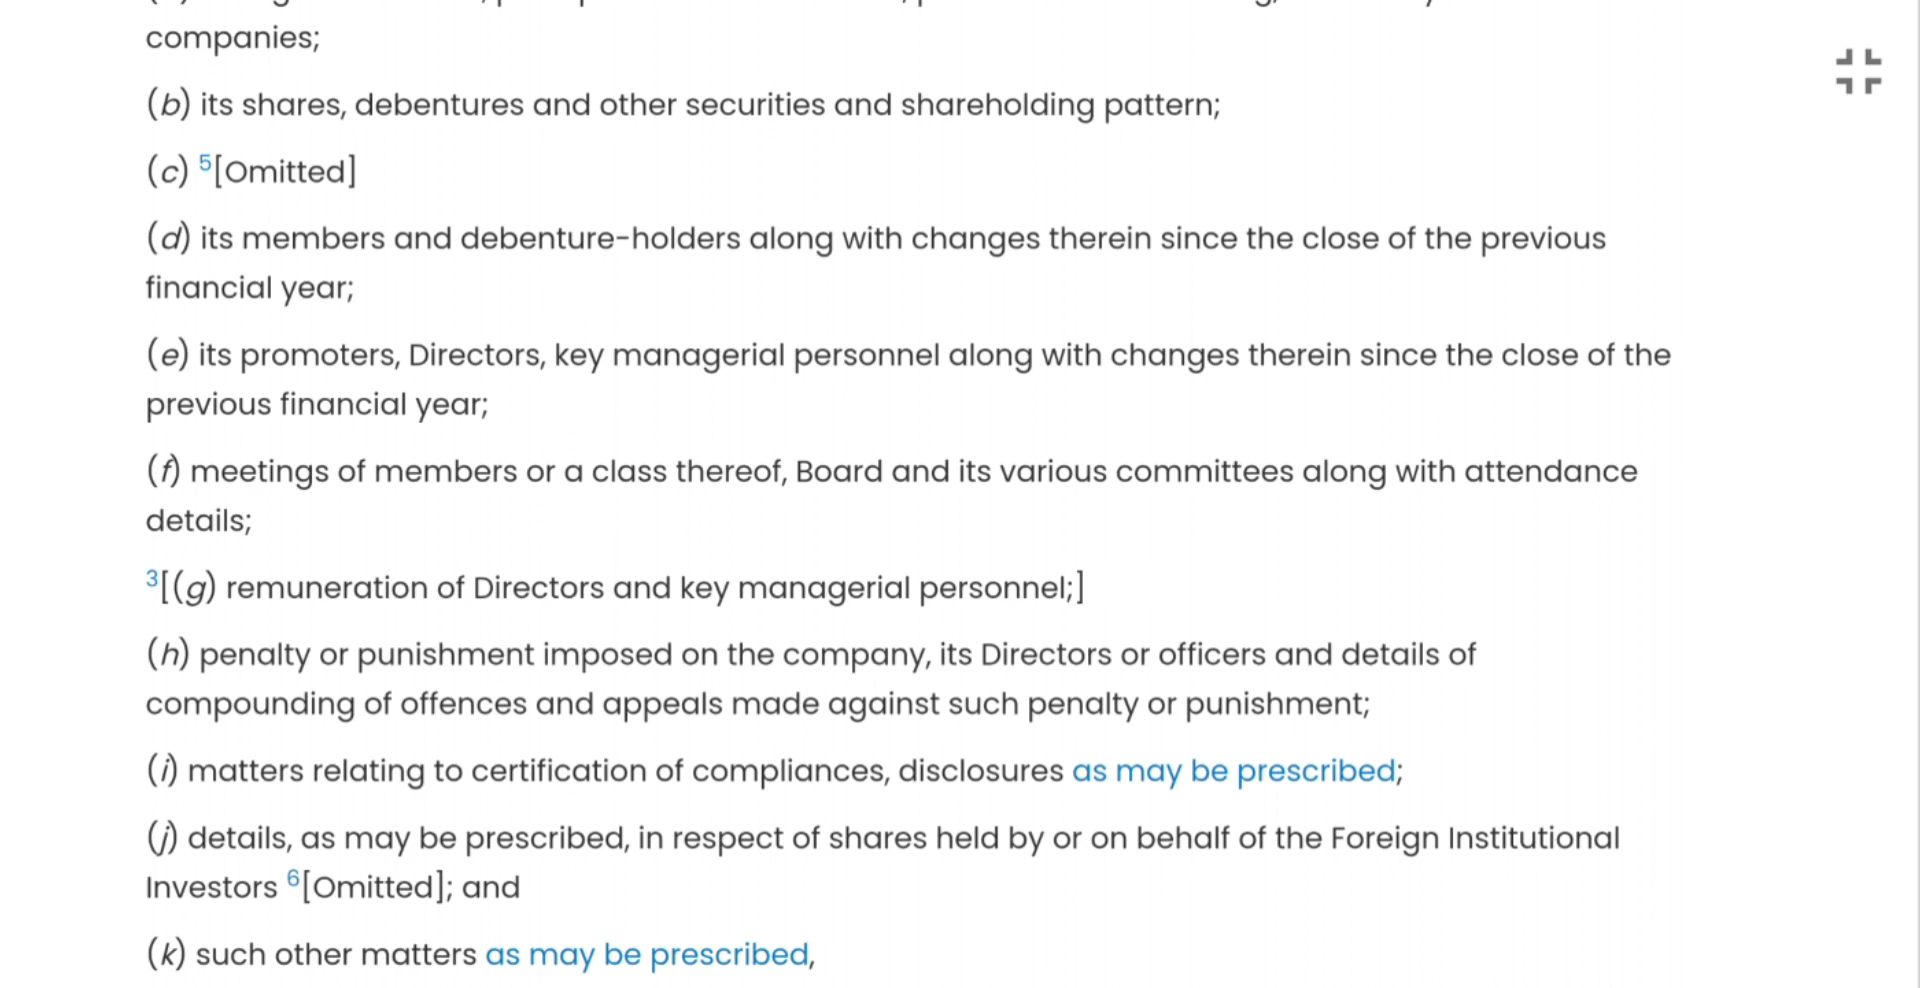 companies;
(b) its shares, debentures and other securities and shareholding pattern;
(c) 5[Omitted]
(d) its members and debenture-holders along with changes therein since the close of the previous
financial year;
(e) its promoters, Directors, key managerial personnel along with changes therein since the close of the
previous financial year;
(f) meetings of members or a class thereof, Board and its various committees along with attendance
details;
3[(g) remuneration of Directors and key managerial personnel;]
(h) penalty or punishment imposed on the company, its Directors or officers and details of
compounding of offences and appeals made against such penalty or punishment;
(i) matters relating to certification of compliances, disclosures as may be prescribed;
(j) details, as may be prescribed, in respect of shares held by or on behalf of the Foreign Institutional
Investors 6[Omitted]; and
(k) such other matters as may be prescribed,